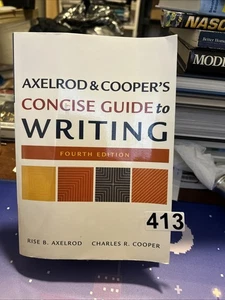 NASC
MODE
AXELROD & COOPER'S
CONCISE GUIDE to
WRITING
FOURTH EDITION
413
RISE B. AXELROD CHARLES R. COOPER